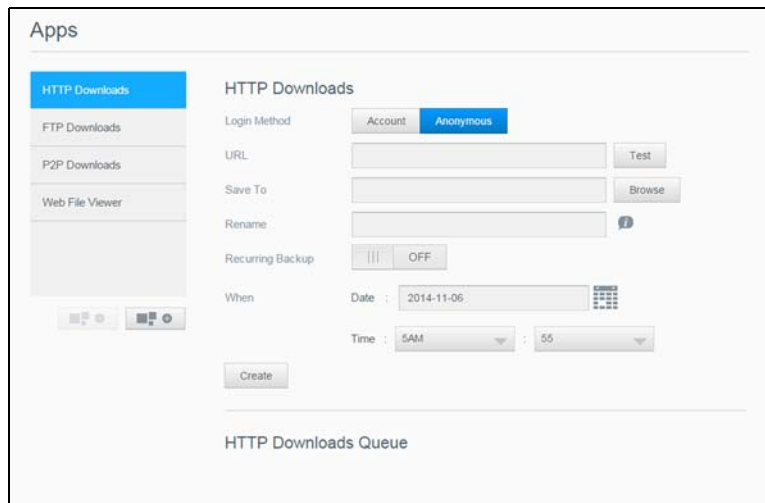 Apps
HTTP Downloads
FTP Downloads
P2P Downloads
Web File Viewer
HTTP Downloads
Login Method Account Anonymous
URL Test
Save To Browse
Rename
Recurring Backup OFF
When Date : 2014-11-06
Time : 5AM : 55
Create
HTTP Downloads Queue